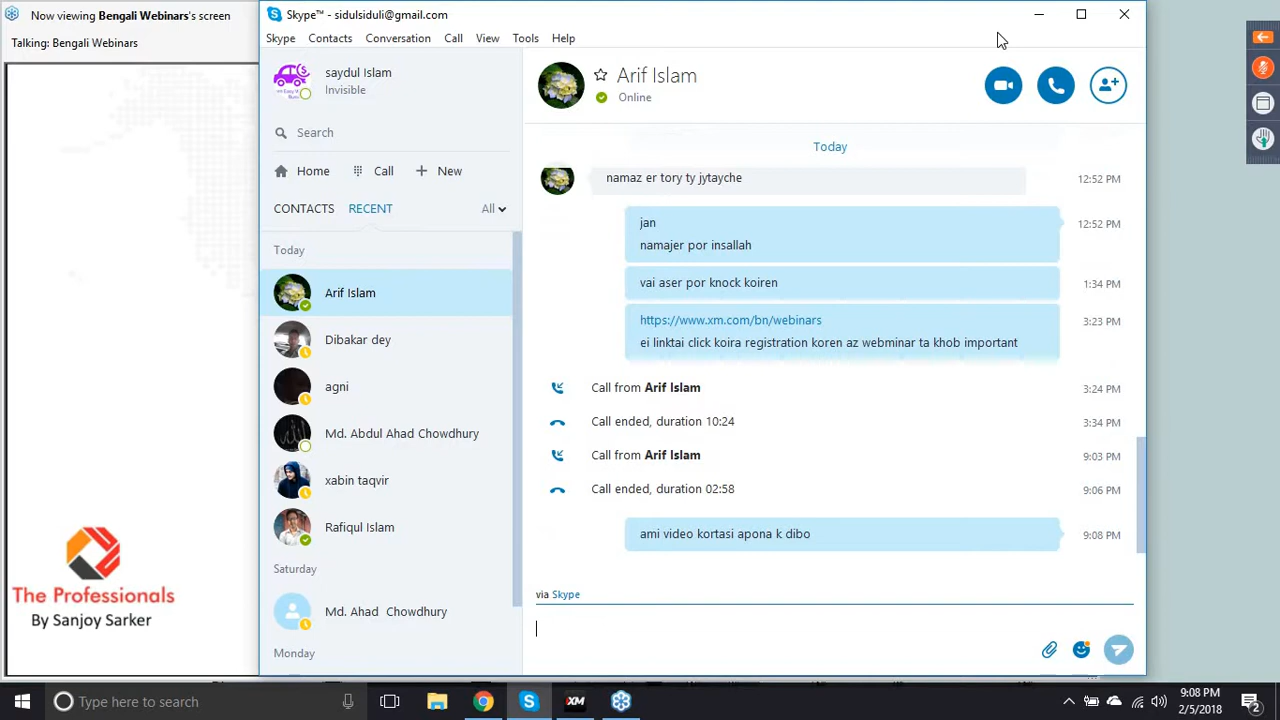 Now viewing Bengali Webinars's screen
Talking: Bengali Webinars
Skype™ - sidulsiduli@gmail.com
Skype Contacts Conversation Call View Tools Help
saydul Islam
Invisible
Search
Home Call New
CONTACTS RECENT All
Today
Arif Islam
Dibakar dey
agni
Md. Abdul Ahad Chowdhury
xabin taqvir
Rafiqul Islam
Saturday
Md. Ahad Chowdhury
Monday
Arif Islam
Online
Today
namaz er tory ty jytayche 12:52 PM
jan 12:52 PM
namajer por insallah
vai aser por knock koiren 1:34 PM
https://www.xm.com/bn/webinars 3:23 PM
ei linktai click koira registration koren az webminar ta khob important
Call from Arif Islam 3:24 PM
Call ended, duration 10:24 3:34 PM
Call from Arif Islam 9:03 PM
Call ended, duration 02:58 9:06 PM
ami video kortasi apona k dibo 9:08 PM
via Skype
The Professionals
By Sanjoy Sarker
Type here to search
XM
9:08 PM
2/5/2018
2